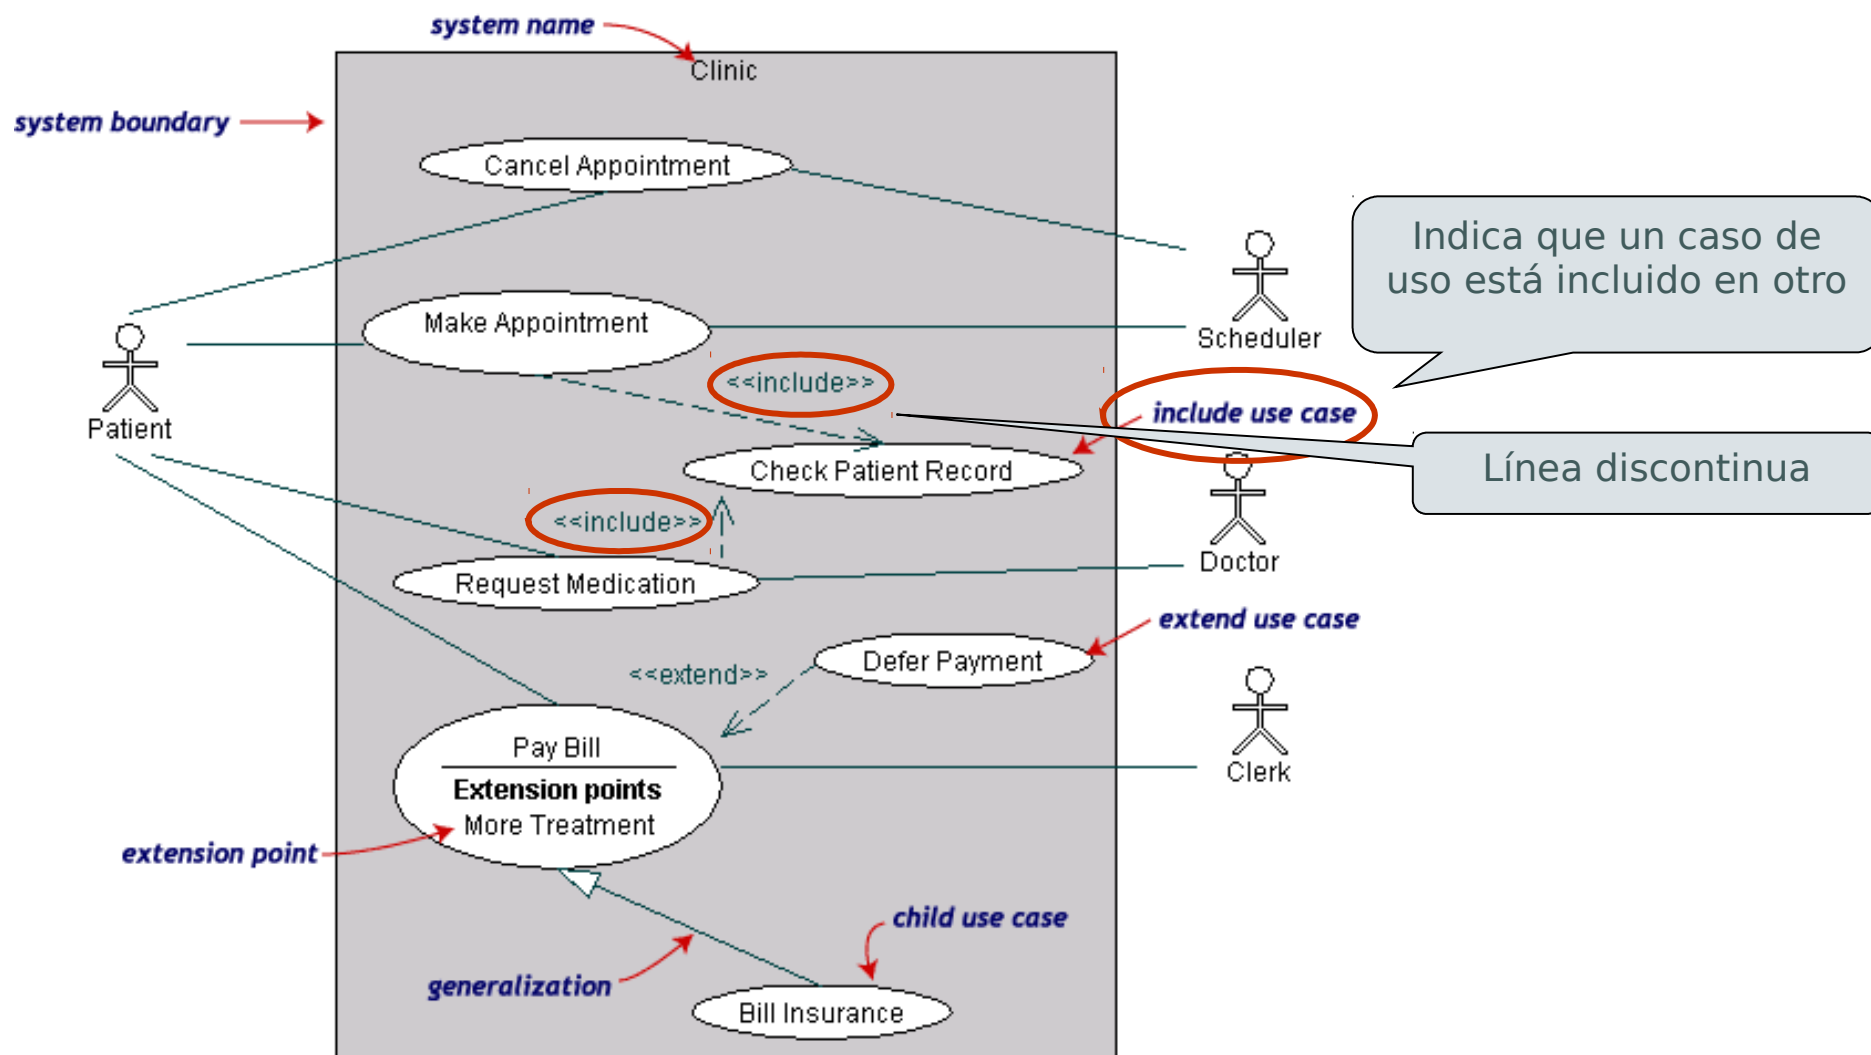 system name
Clinic
system boundary
Cancel Appointment
Indica que un caso de
uso está incluido en otro
Make Appointment
Scheduler
<<include>>
include use case
Patient
Check Patient Record
Línea discontinua
<<include>>
Doctor
Request Medication
extend use case
Defer Payment
<<extend>>
Pay Bill
Clerk
Extension points
More Treatment
extension point
child use case
generalization
Bill Insurance